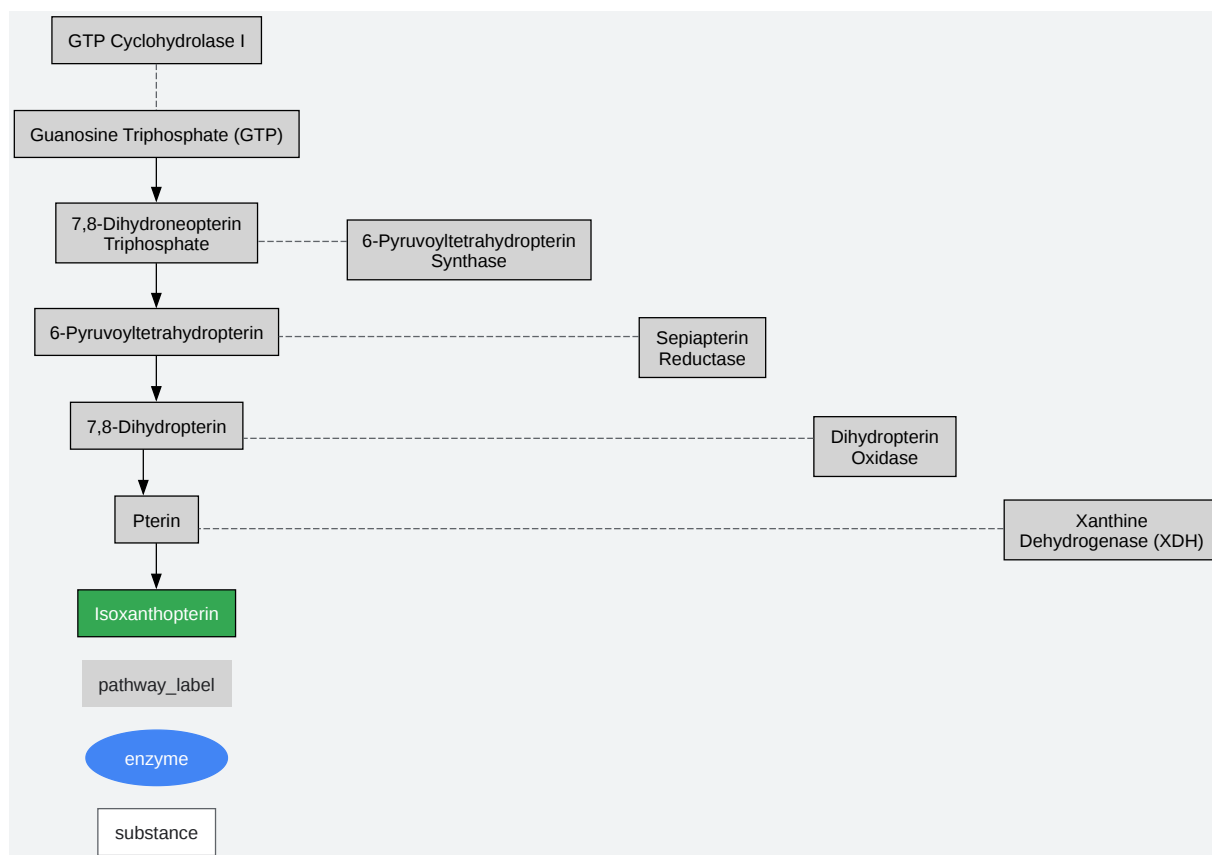 GTP Cyclohydrolase I
Guanosine Triphosphate (GTP)
7,8-Dihydroneopterin
Triphosphate
6-Pyruvoyltetrahydropterin
Synthase
6-Pyruvoyltetrahydropterin
Sepiapterin
Reductase
7,8-Dihydropterin
Dihydropterin
Oxidase
Pterin
Xanthine
Dehydrogenase (XDH)
Isoxanthopterin
pathway_label
enzyme
substance